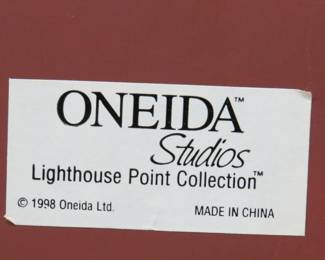 ONEIDA™
Studios
Lighthouse Point Collection™
© 1998 Oneida Ltd. MADE IN CHINA